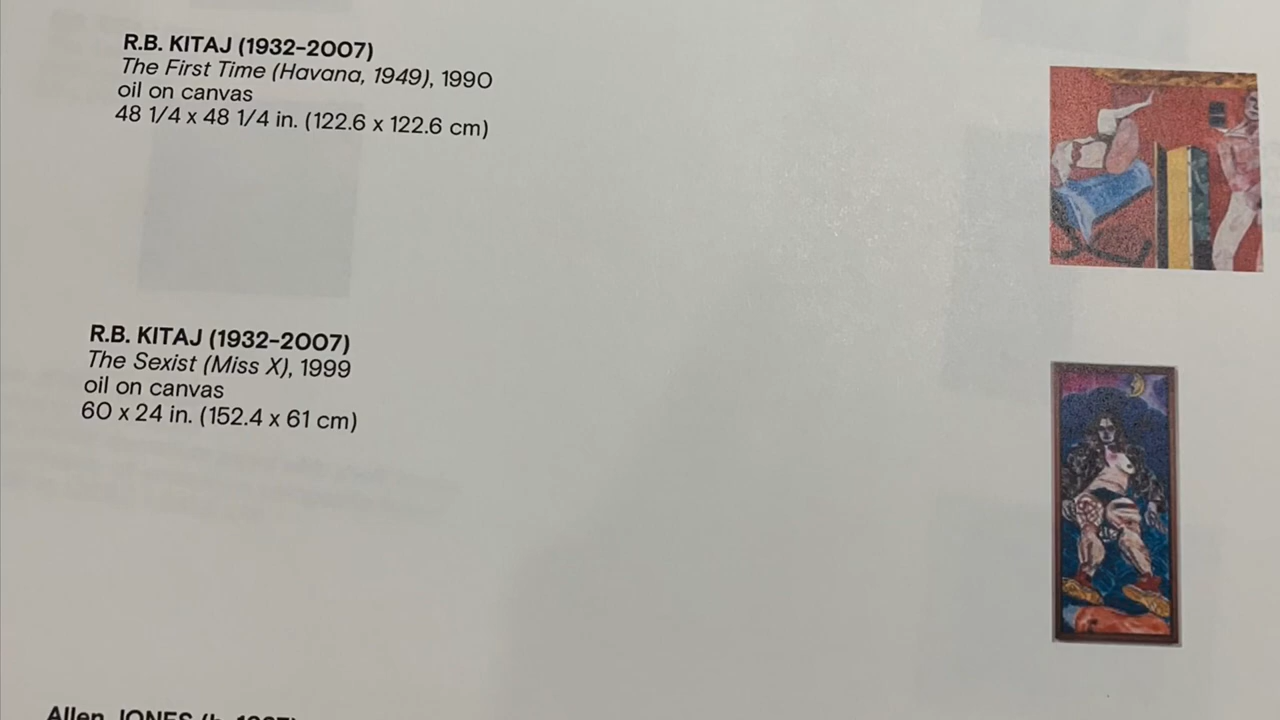 R.B. KITAJ (1932–2007)
The First Time (Havana, 1949), 1990
oil on canvas
48 1/4 x 48 1/4 in. (122.6 x 122.6 cm)
R.B. KITAJ (1932–2007)
The Sexist (Miss X), 1999
oil on canvas
60 x 24 in. (152.4 x 61 cm)
Allen JONES (b.